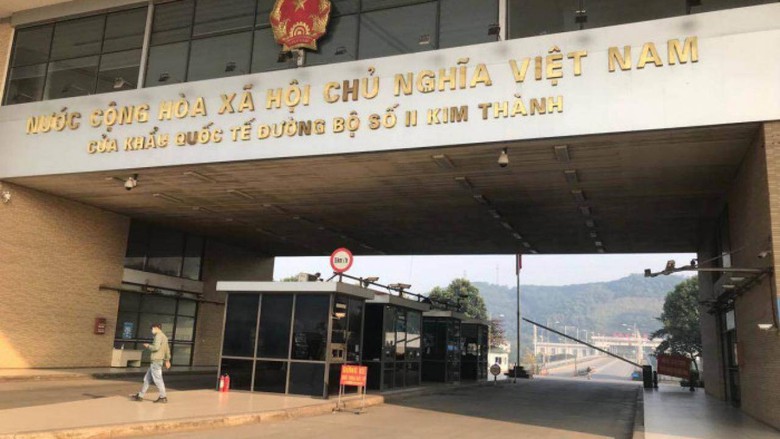 NƯỚC CỘNG HÒA XÃ HỘI CHỦ NGHĨA VIỆT NAM
CỬA KHẨU QUỐC TẾ ĐƯỜNG BỘ SỐ II KIM THÀNH
5km/h